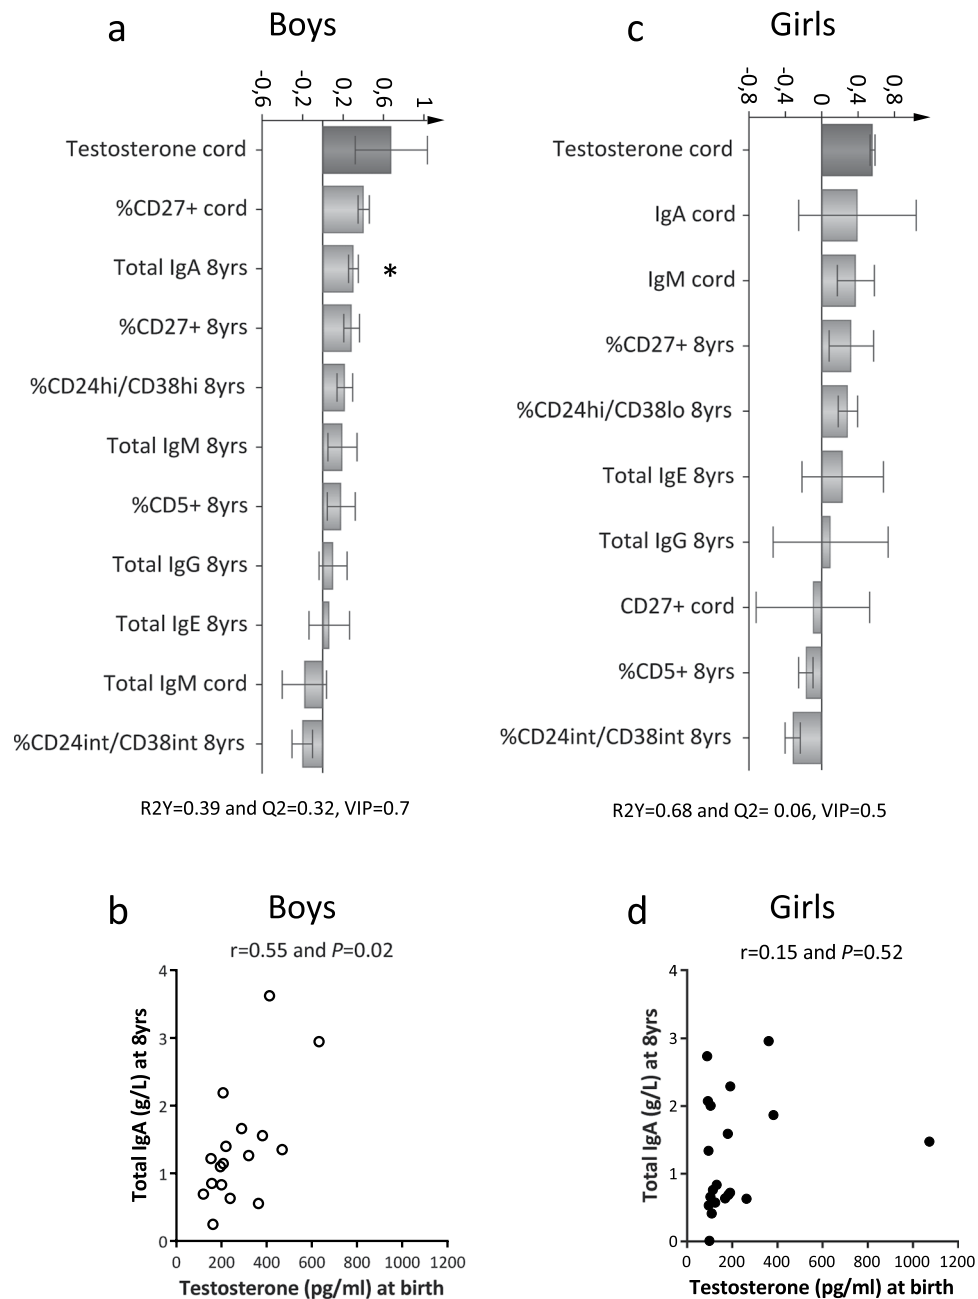 a
Boys
-0,6
-0,2
0,2
0,6
1
Testosterone cord
%CD27+ cord
Total IgA 8yrs
*
%CD27+ 8yrs
%CD24hi/CD38hi 8yrs
Total IgM 8yrs
%CD5+ 8yrs
Total IgG 8yrs
Total IgE 8yrs
Total IgM cord
%CD24int/CD38int 8yrs
R2Y=0.39 and Q2=0.32, VIP=0.7
c
Girls
-0,8
-0,4
0
0,4
0,8
Testosterone cord
IgA cord
IgM cord
%CD27+ 8yrs
%CD24hi/CD38lo 8yrs
Total IgE 8yrs
Total IgG 8yrs
CD27+ cord
%CD5+ 8yrs
%CD24int/CD38int 8yrs
R2Y=0.68 and Q2= 0.06, VIP=0.5
b
Boys
r=0.55 and P=0.02
Total IgA (g/L) at 8yrs
4
3
2
1
0
0 200 400 600 800 1000 1200
Testosterone (pg/ml) at birth
d
Girls
r=0.15 and P=0.52
Total IgA (g/L) at 8yrs
4
3
2
1
0
0 200 400 600 800 1000 1200
Testosterone (pg/ml) at birth